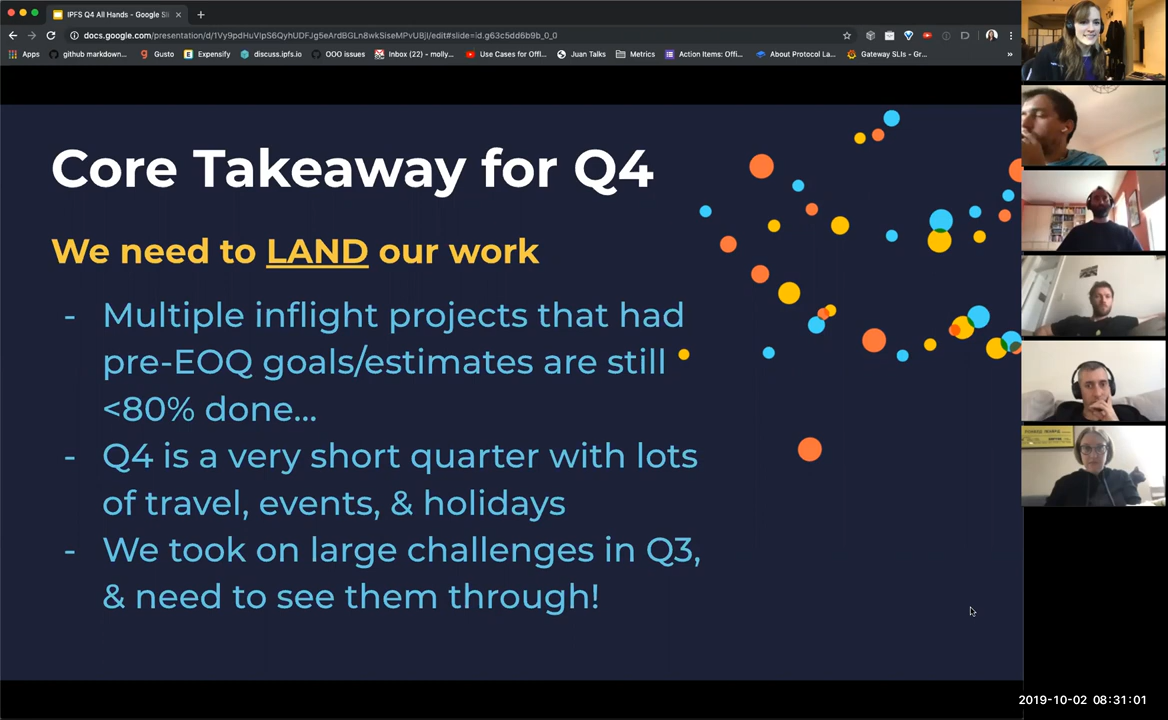 IPFS Q4 All Hands - Google Sli
docs.google.com/presentation/d/1Vy9pdHuVIpS6QyhUDFJg5eArdBGLn8wkSiseMPvUBjI/edit#slide=id.g63c5dd6b9b_0_0
Apps github markdown... Gusto Expensify discuss.ipfs.io OOO issues Inbox (22) - molly... Use Cases for Offl... Juan Talks Metrics Action Items: Offi... About Protocol La... Gateway SLIs - Gr... »
Core Takeaway for Q4
We need to LAND our work
- Multiple inflight projects that had
pre-EOQ goals/estimates are still
<80% done...
- Q4 is a very short quarter with lots
of travel, events, & holidays
- We took on large challenges in Q3,
& need to see them through!
2019-10-02 08:31:01